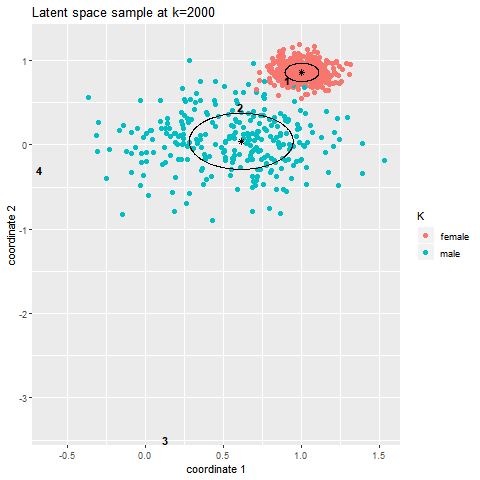 Latent space sample at k=2000
1
0
-1
-2
-3
coordinate 2
1
2
4
3
-0.5
0.0
0.5
1.0
1.5
coordinate 1
K
female
male